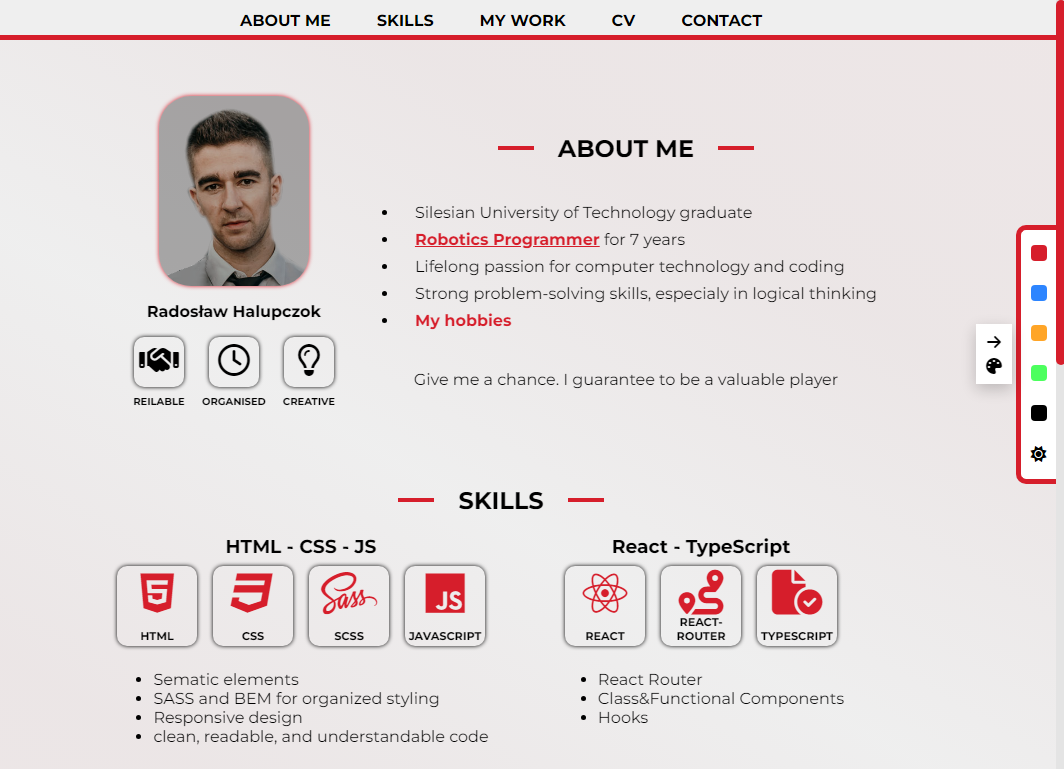 ABOUT ME SKILLS MY WORK CV CONTACT
ABOUT ME
Silesian University of Technology graduate
Robotics Programmer for 7 years
Lifelong passion for computer technology and coding
Strong problem-solving skills, especialy in logical thinking
My hobbies
Give me a chance. I guarantee to be a valuable player
Radosław Halupczok
REILABLE ORGANISED CREATIVE
SKILLS
HTML - CSS - JS
HTML
CSS
Sass
SCSS
JS
JAVASCRIPT
Sematic elements
SASS and BEM for organized styling
Responsive design
clean, readable, and understandable code
React - TypeScript
REACT
REACT-
ROUTER
TYPESCRIPT
React Router
Class&Functional Components
Hooks